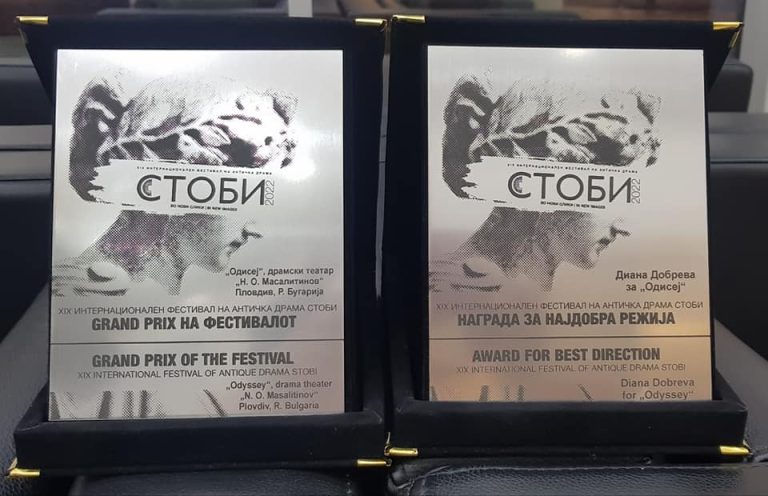 XIX ИНТЕРНАЦИОНАЛЕН ФЕСТИВАЛ НА АНТИЧКА ДРАМА
СТОБИ
2022
ВО НОВИ СЛИКИ | IN NEW IMAGES
„Одисеј“, драмски театар
„Н. О. Масалитинов“
Пловдив, Р. Бугарија
XIX ИНТЕРНАЦИОНАЛЕН ФЕСТИВАЛ НА АНТИЧКА ДРАМА СТОБИ
GRAND PRIX НА ФЕСТИВАЛОТ
GRAND PRIX OF THE FESTIVAL
XIX INTERNATIONAL FESTIVAL OF ANTIQUE DRAMA STOBI
„Odyssey“, drama theater
„N. O. Masalitinov“
Plovdiv, R. Bulgaria
XIX ИНТЕРНАЦИОНАЛЕН ФЕСТИВАЛ НА АНТИЧКА ДРАМА
СТОБИ
2022
ВО НОВИ СЛИКИ | IN NEW IMAGES
Диана Добрева
за „Одисеј“
XIX ИНТЕРНАЦИОНАЛЕН ФЕСТИВАЛ НА АНТИЧКА ДРАМА СТОБИ
НАГРАДА ЗА НАЈДОБРА РЕЖИЈА
AWARD FOR BEST DIRECTION
XIX INTERNATIONAL FESTIVAL OF ANTIQUE DRAMA STOBI
Diana Dobreva
for „Odyssey“